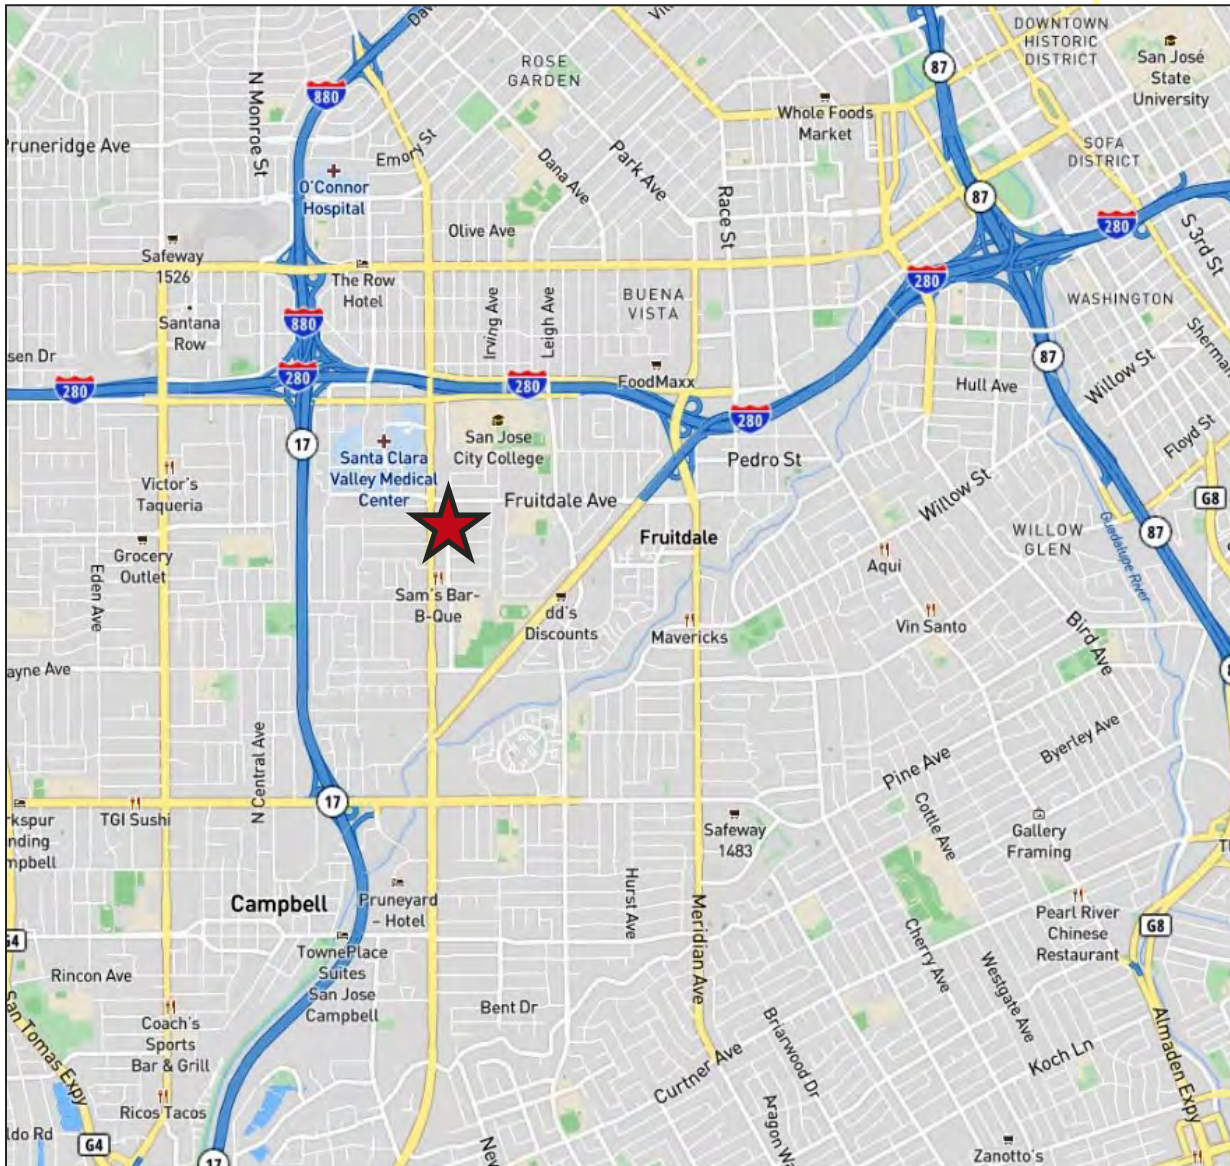 DOWNTOWN
HISTORIC
DISTRICT
San José
State
University
87
ROSE
GARDEN
N Monroe St
880
Whole Foods
Market
Pruneridge Ave
Emory St
Park Ave
Dana Ave
SOFA
DISTRICT
O'Connor
Hospital
Race St
87
Olive Ave
280
S 3rd St
Safeway
1526
The Row
Hotel
280
BUENA
VISTA
WASHINGTON
Irving Ave
Leigh Ave
Santana
Row
880
Sherman
sen Dr
87
Willow St
280
280
280
FoodMaxx
Hull Ave
280
17
San Jose
City College
Floyd St
Santa Clara
Valley Medical
Center
Pedro St
Victor's
Taqueria
Willow St
G8
Fruitdale Ave
Fruitdale
WILLOW
GLEN
87
Guadalupe River
Grocery
Outlet
Aqui
Eden Ave
Sam's Bar-
B-Que
dd's
Discounts
Mavericks
Vin Santo
Bird Ave
ayne Ave
N Central Ave
Byerley Ave
Pine Ave
17
TGI Sushi
rkspur
nding
mpbell
Safeway
1483
Cottle Ave
Gallery
Framing
Campbell
Pruneyard
- Hotel
Hurst Ave
Meridian Ave
Pearl River
Chinese
Restaurant
G8
G4
Cherry Ave
TownePlace
Suites
San Jose
Campbell
Rincon Ave
Westgate Ave
San Tomas Expy
Bent Dr
Coach's
Sports
Bar & Grill
Briarwood Dr
Almaden Expy
Koch Ln
Curtner Ave
Ricos Tacos
Aragon Wa
ldo Rd
G4
17
New
Zanotto's